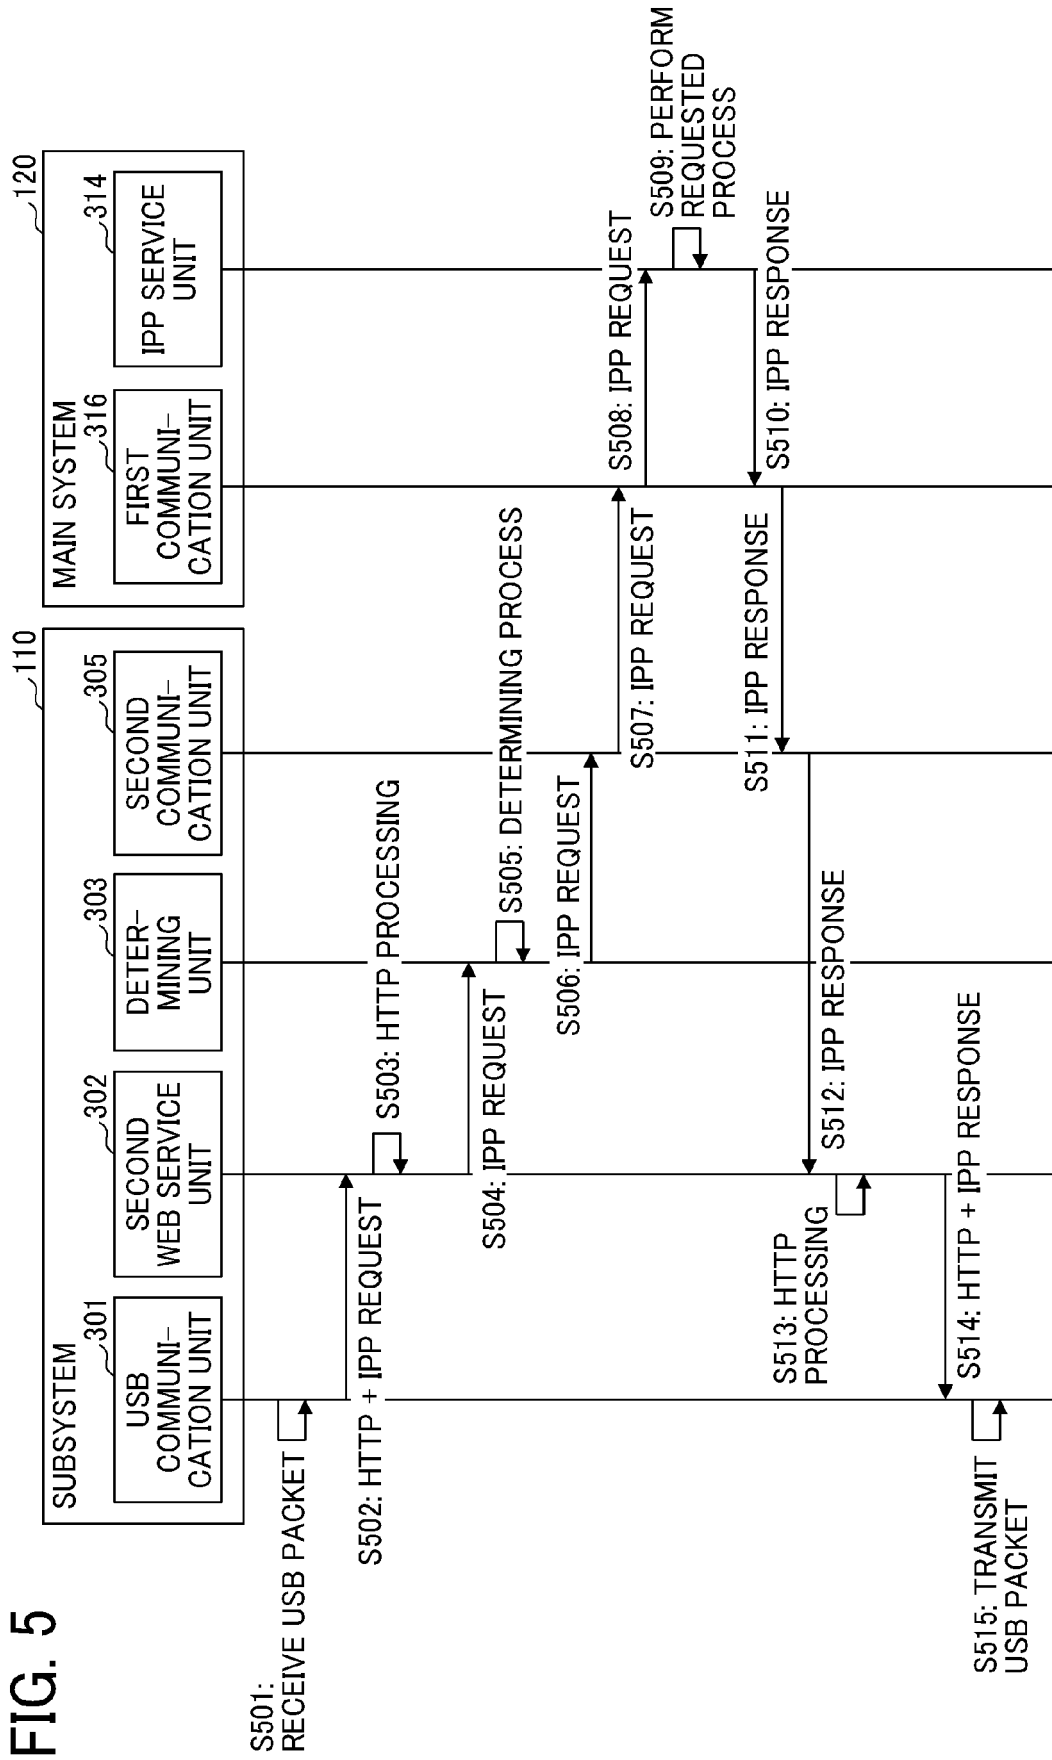 FIG. 5
SUBSYSTEM
110
301
USB
COMMUNI-
CATION UNIT
302
SECOND
WEB SERVICE
UNIT
303
DETER-
MINING
UNIT
305
SECOND
COMMUNI-
CATION UNIT
MAIN SYSTEM
120
316
FIRST
COMMUNI-
CATION UNIT
314
IPP SERVICE
UNIT
S501:
RECEIVE USB PACKET
S502: HTTP + IPP REQUEST
S503: HTTP PROCESSING
S504: IPP REQUEST
S505: DETERMINING PROCESS
S506: IPP REQUEST
S507: IPP REQUEST
S508: IPP REQUEST
S509: PERFORM
REQUESTED
PROCESS
S510: IPP RESPONSE
S511: IPP RESPONSE
S512: IPP RESPONSE
S513: HTTP
PROCESSING
S514: HTTP + IPP RESPONSE
S515: TRANSMIT
USB PACKET